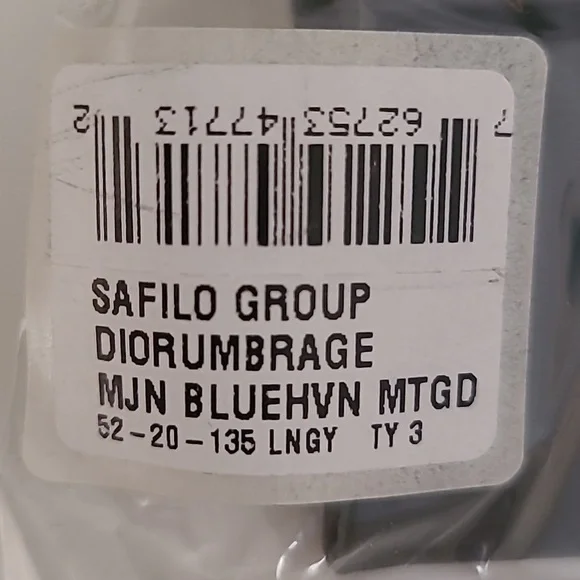 7 62753 47713 2
SAFILO GROUP
DIORUMBRAGE
MJN BLUEHVN MTGD
52-20-135 LNGY TY 3